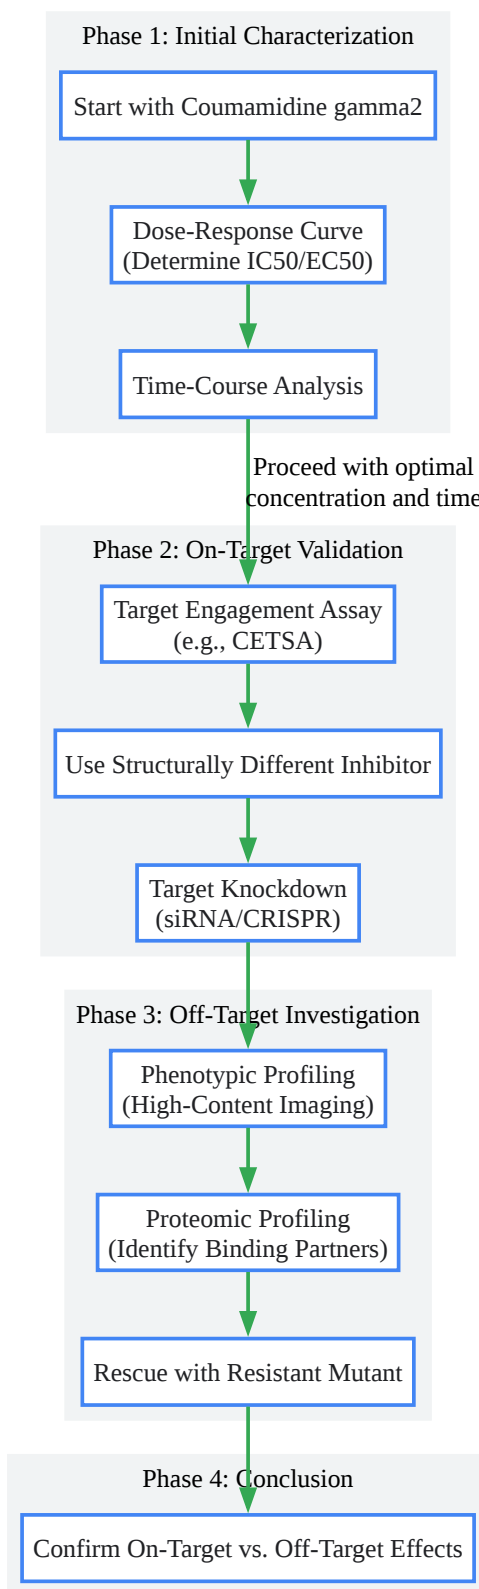 Phase 1: Initial Characterization
Start with Coumamidine gamma2
Dose-Response Curve
(Determine IC50/EC50)
Time-Course Analysis
Proceed with optimal
concentration and time
Phase 2: On-Target Validation
Target Engagement Assay
(e.g., CETSA)
Use Structurally Different Inhibitor
Target Knockdown
(siRNA/CRISPR)
Phase 3: Off-Target Investigation
Phenotypic Profiling
(High-Content Imaging)
Proteomic Profiling
(Identify Binding Partners)
Rescue with Resistant Mutant
Phase 4: Conclusion
Confirm On-Target vs. Off-Target Effects